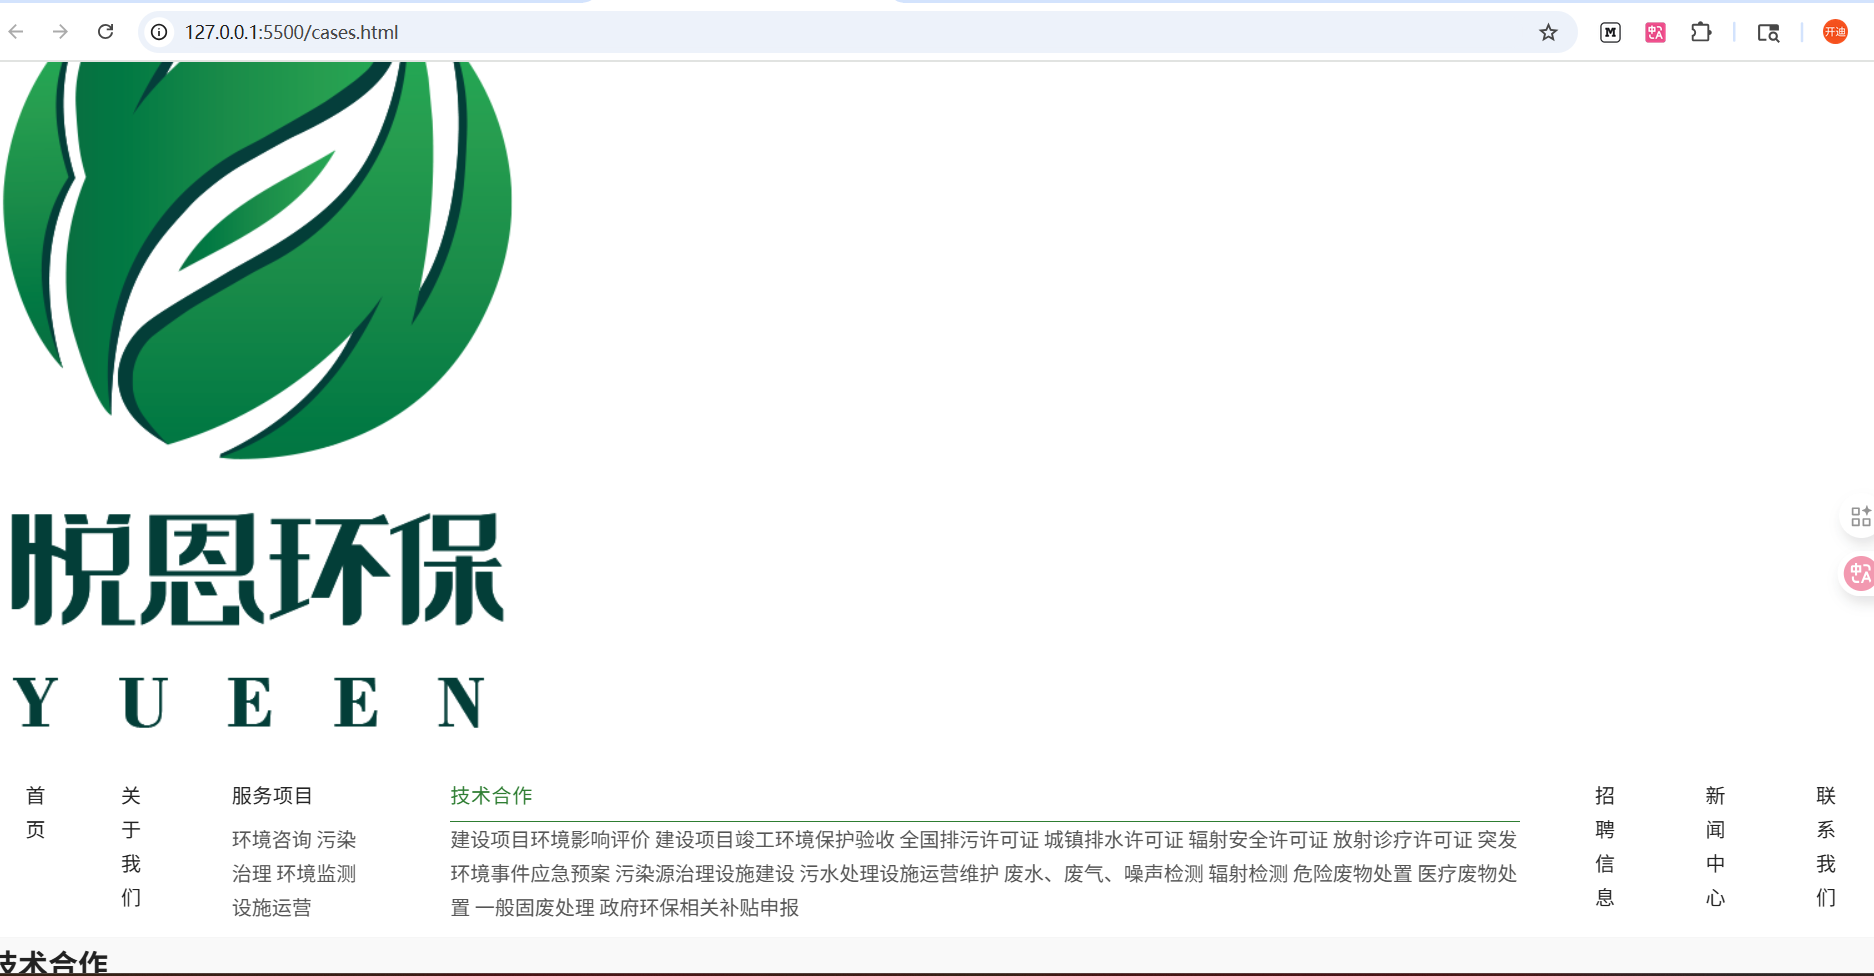 127.0.0.1:5500/cases.html
M
中A
开迪
悦恩环保
YUEEN
首页
关于我们
服务项目
环境咨询 污染
治理 环境监测
设施运营
技术合作
建设项目环境影响评价 建设项目竣工环境保护验收 全国排污许可证 城镇排水许可证 辐射安全许可证 放射诊疗许可证 突发
环境事件应急预案 污染源治理设施建设 污水处理设施运营维护 废水、废气、噪声检测 辐射检测 危险废物处置 医疗废物处
置 一般固废处理 政府环保相关补贴申报
招聘信息
新闻中心
联系我们
中A
技术合作